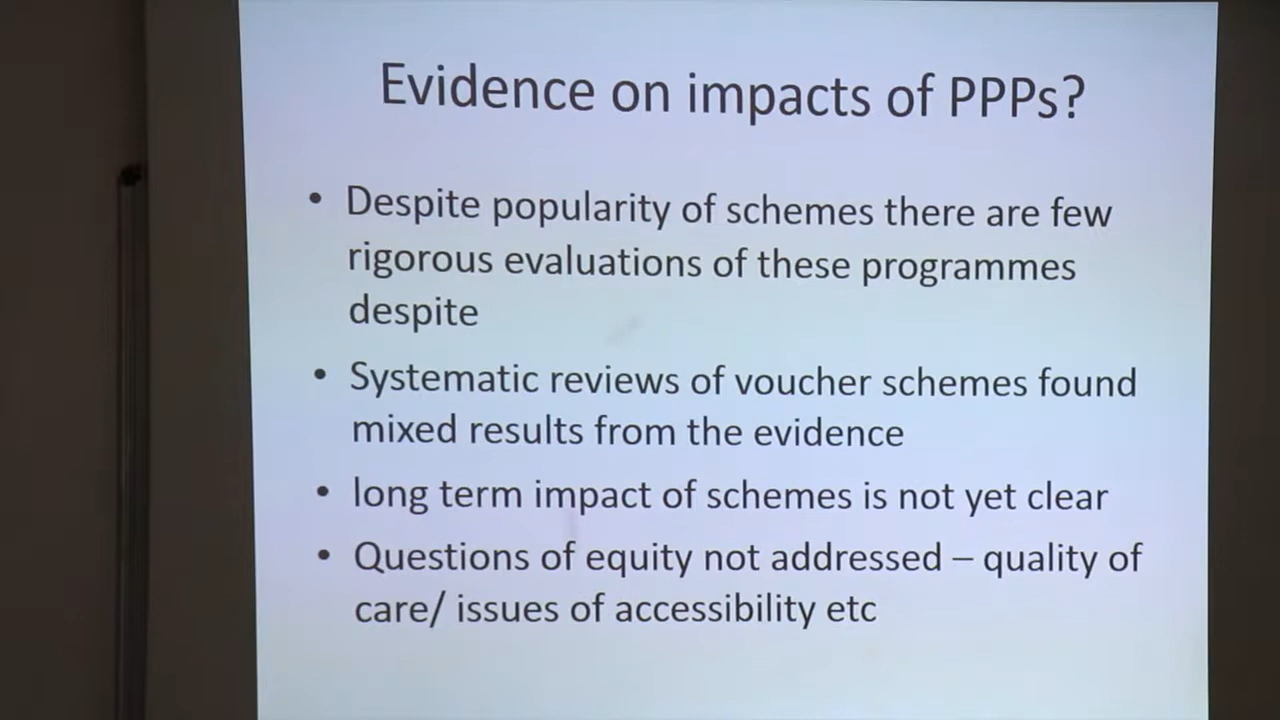 Evidence on impacts of PPPs?
• Despite popularity of schemes there are few
rigorous evaluations of these programmes
despite
• Systematic reviews of voucher schemes found
mixed results from the evidence
• long term impact of schemes is not yet clear
• Questions of equity not addressed – quality of
care/ issues of accessibility etc